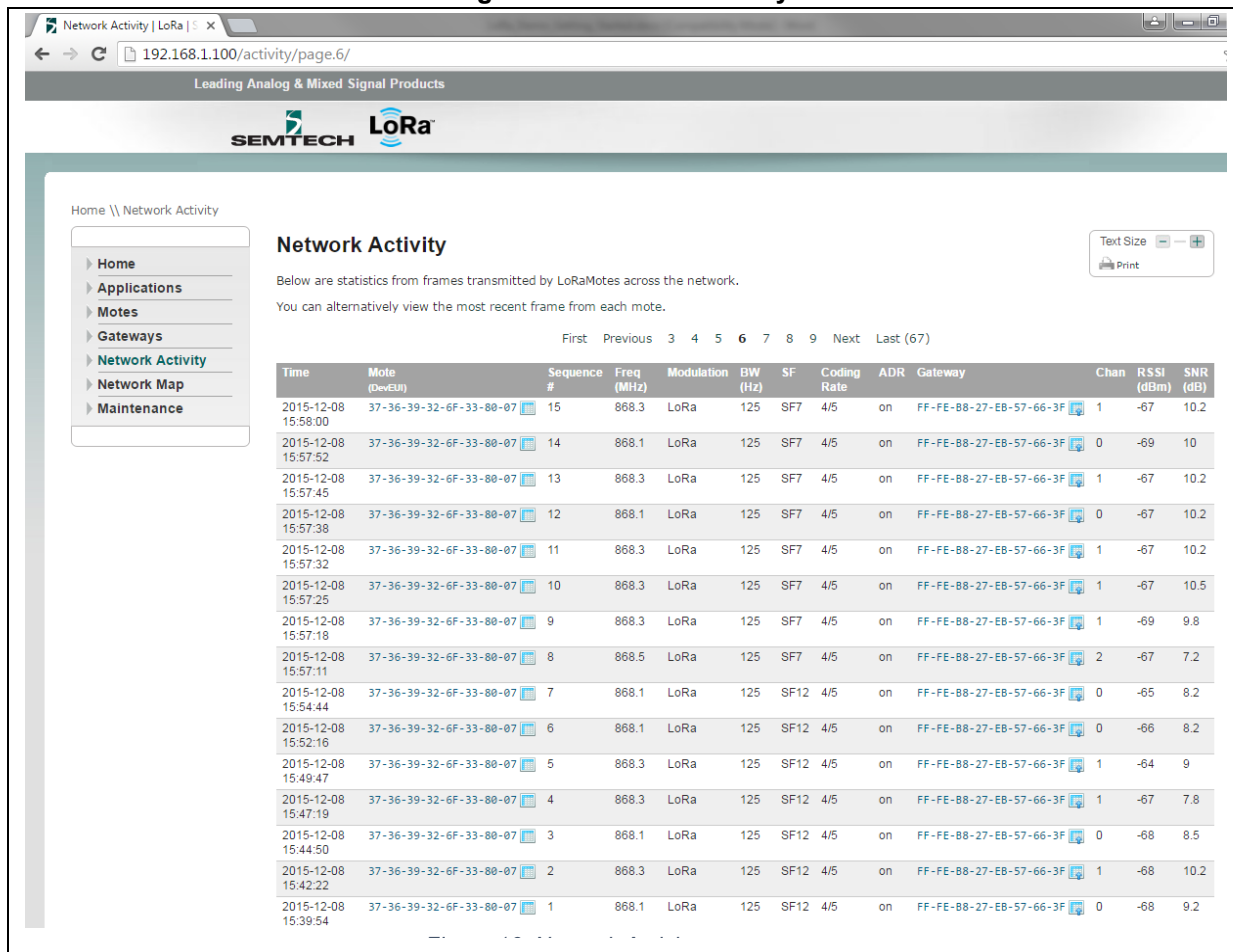 Network Activity | LoRa | S
192.168.1.100/activity/page.6/
Leading Analog & Mixed Signal Products
SEMTECH LoRa™
Home \\ Network Activity
Home
Applications
Motes
Gateways
Network Activity
Network Map
Maintenance
Network Activity
Text Size
Print
Below are statistics from frames transmitted by LoRaMotes across the network.
You can alternatively view the most recent frame from each mote.
First Previous 3 4 5 6 7 8 9 Next Last (67)
Time Mote (DevEUI) Sequence # Freq (MHz) Modulation BW (Hz) SF Coding Rate ADR Gateway Chan RSSI (dBm) SNR (dB)
2015-12-08 15:58:00 37-36-39-32-6F-33-80-07 15 868.3 LoRa 125 SF7 4/5 on FF-FE-B8-27-EB-57-66-3F 1 -67 10.2
2015-12-08 15:57:52 37-36-39-32-6F-33-80-07 14 868.1 LoRa 125 SF7 4/5 on FF-FE-B8-27-EB-57-66-3F 0 -69 10
2015-12-08 15:57:45 37-36-39-32-6F-33-80-07 13 868.3 LoRa 125 SF7 4/5 on FF-FE-B8-27-EB-57-66-3F 1 -67 10.2
2015-12-08 15:57:38 37-36-39-32-6F-33-80-07 12 868.1 LoRa 125 SF7 4/5 on FF-FE-B8-27-EB-57-66-3F 0 -67 10.2
2015-12-08 15:57:32 37-36-39-32-6F-33-80-07 11 868.3 LoRa 125 SF7 4/5 on FF-FE-B8-27-EB-57-66-3F 1 -67 10.2
2015-12-08 15:57:25 37-36-39-32-6F-33-80-07 10 868.3 LoRa 125 SF7 4/5 on FF-FE-B8-27-EB-57-66-3F 1 -67 10.5
2015-12-08 15:57:18 37-36-39-32-6F-33-80-07 9 868.3 LoRa 125 SF7 4/5 on FF-FE-B8-27-EB-57-66-3F 1 -69 9.8
2015-12-08 15:57:11 37-36-39-32-6F-33-80-07 8 868.5 LoRa 125 SF7 4/5 on FF-FE-B8-27-EB-57-66-3F 2 -67 7.2
2015-12-08 15:54:44 37-36-39-32-6F-33-80-07 7 868.1 LoRa 125 SF12 4/5 on FF-FE-B8-27-EB-57-66-3F 0 -65 8.2
2015-12-08 15:52:16 37-36-39-32-6F-33-80-07 6 868.1 LoRa 125 SF12 4/5 on FF-FE-B8-27-EB-57-66-3F 0 -66 8.2
2015-12-08 15:49:47 37-36-39-32-6F-33-80-07 5 868.3 LoRa 125 SF12 4/5 on FF-FE-B8-27-EB-57-66-3F 1 -64 9
2015-12-08 15:47:19 37-36-39-32-6F-33-80-07 4 868.3 LoRa 125 SF12 4/5 on FF-FE-B8-27-EB-57-66-3F 1 -67 7.8
2015-12-08 15:44:50 37-36-39-32-6F-33-80-07 3 868.1 LoRa 125 SF12 4/5 on FF-FE-B8-27-EB-57-66-3F 0 -68 8.5
2015-12-08 15:42:22 37-36-39-32-6F-33-80-07 2 868.3 LoRa 125 SF12 4/5 on FF-FE-B8-27-EB-57-66-3F 1 -68 10.2
2015-12-08 15:39:54 37-36-39-32-6F-33-80-07 1 868.1 LoRa 125 SF12 4/5 on FF-FE-B8-27-EB-57-66-3F 0 -68 9.2